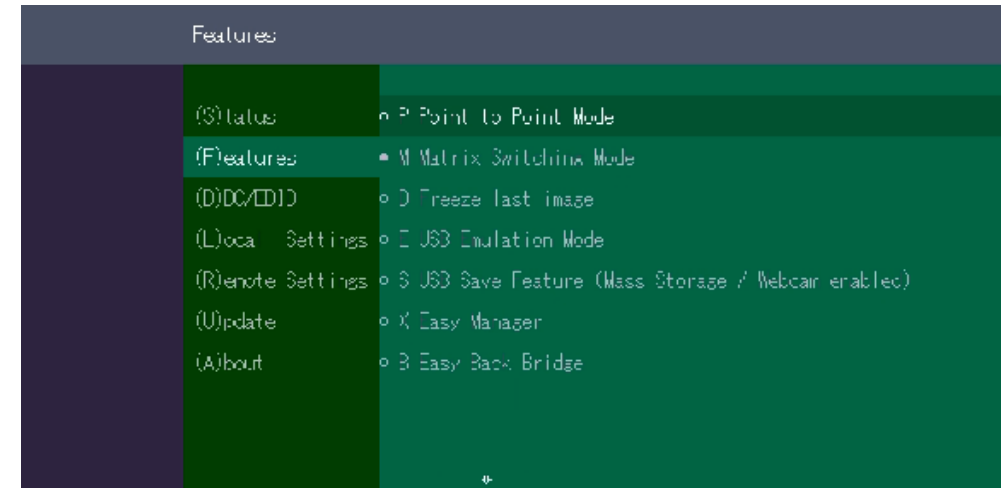 Features
(S)tatus
(F)eatures
(D)DC/EDID
(L)ocal Settings
(R)emote Settings
(U)pdate
(A)bout
P Point to Point Mode
M Matrix Switching Mode
D Freeze last image
E USB Emulation Mode
S USB Save Feature (Mass Storage / Webcam enabled)
X Easy Manager
B Easy Back Bridge